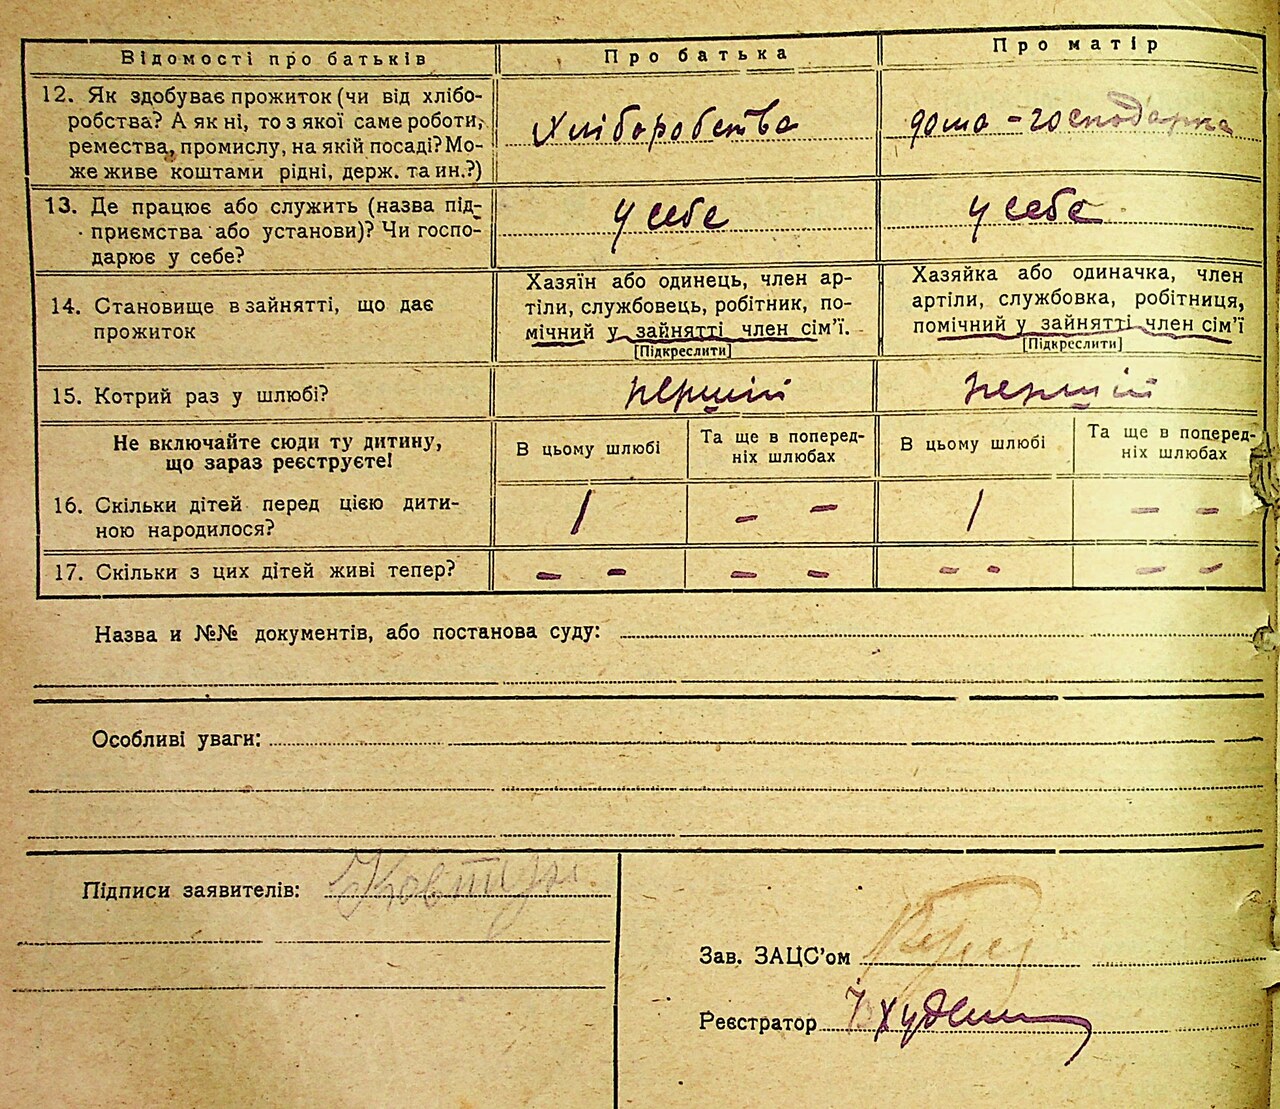 Відомості про батьків Про батька Про матір
12. Як здобуває прожиток (чи від хлібо-
робства? А як ні, то з якої саме роботи,
ремества, промислу, на якій посаді? Мо-
же живе коштами рідні, держ. та ин.?)
Хліборобства дома - господарка
13. Де працює або служить (назва під-
приємства або установи)? Чи госпо-
дарює у себе?
у себе у себе
14. Становище в зайнятті, що дає
прожиток
Хазяїн або одинець, член ар-
тіли, службовець, робітник, по-
мічний у зайнятті член сім’ї.
[Підкреслити]
Хазяйка або одиначка, член
артіли, службовка, робітниця,
помічний у зайнятті член сім’ї
[Підкреслити]
15. Котрий раз у шлюбі? перший перший
Не включайте сюди ту дитину,
що зараз реєструєте!
В цьому шлюбі
Та ще в поперед-
ніх шлюбах
В цьому шлюбі
Та ще в поперед-
ніх шлюбах
16. Скільки дітей перед цією дити-
ною народилося?
1 - - 1 - -
17. Скільки з цих дітей живі тепер? - - - - - - - -
Назва и №№ документів, або постанова суду:
Особливі уваги:
Підписи заявителів:
Зав. ЗАЦС’ом
Реєстратор